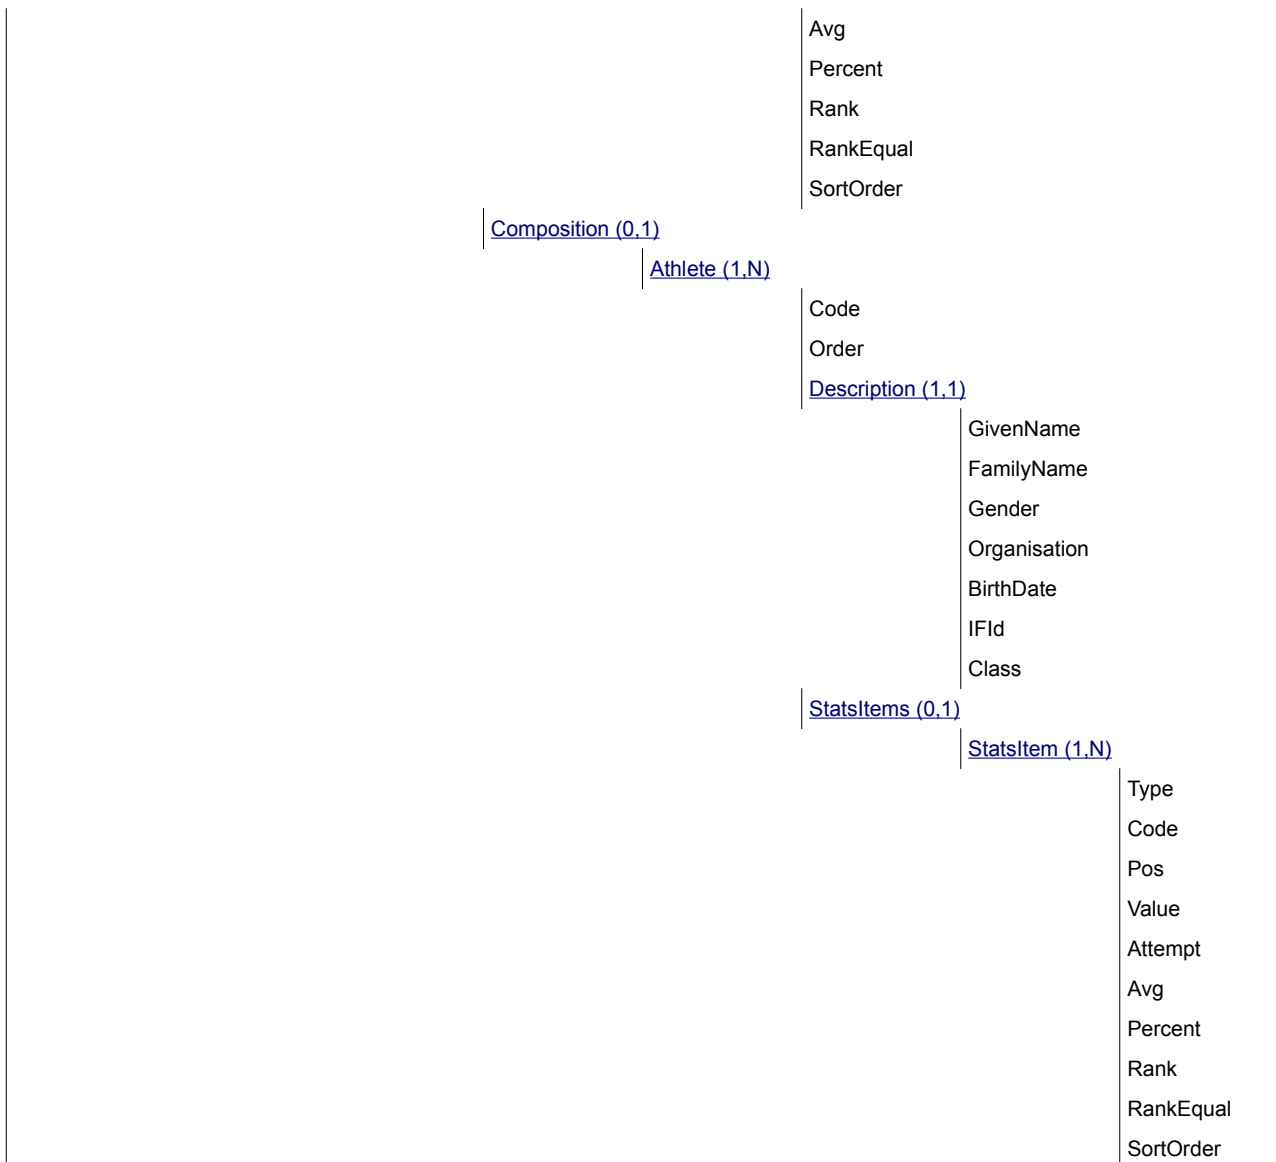 Avg
Percent
Rank
RankEqual
SortOrder
Composition (0,1)
Athlete (1,N)
Code
Order
Description (1,1)
GivenName
FamilyName
Gender
Organisation
BirthDate
IFId
Class
StatsItems (0,1)
StatsItem (1,N)
Type
Code
Pos
Value
Attempt
Avg
Percent
Rank
RankEqual
SortOrder